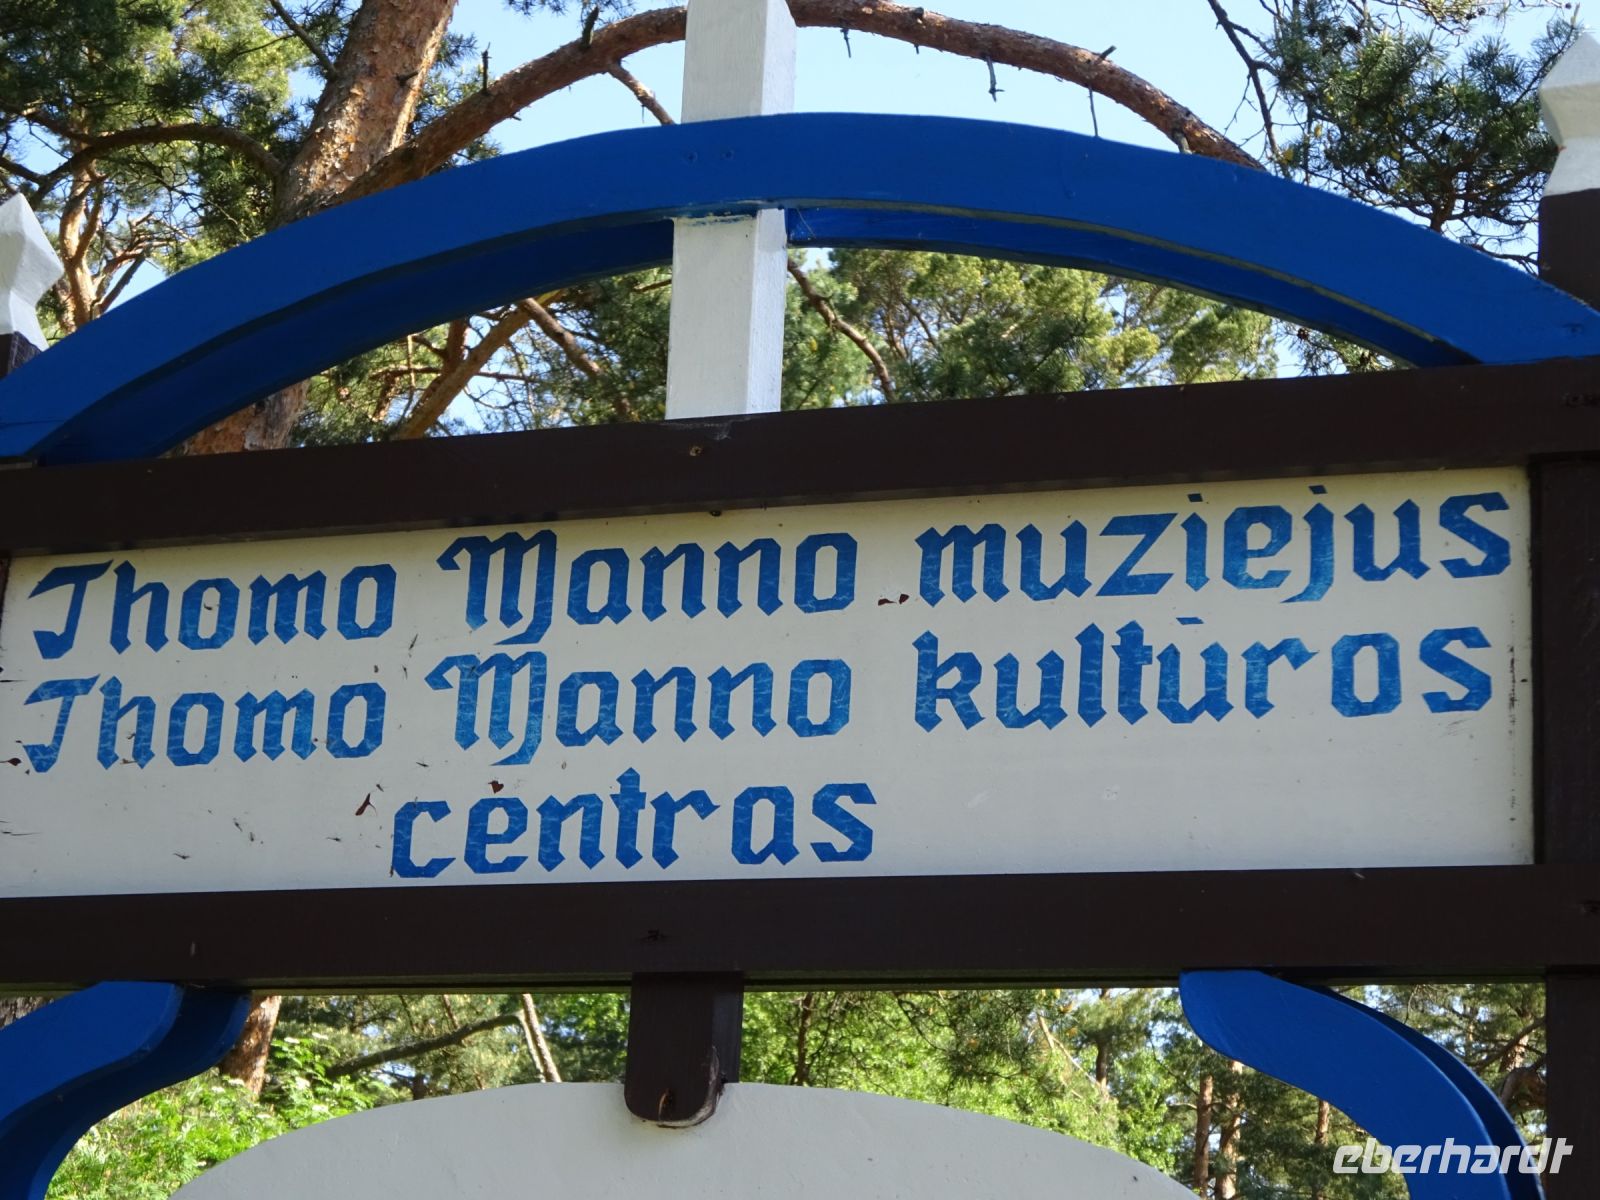 Thomo Manno muziejus
Thomo Manno kultūros
centras
eberhardt